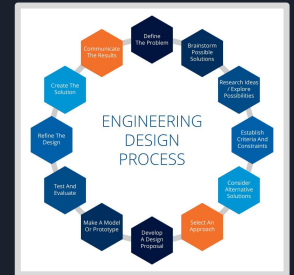 Define
The Problem
Brainstorm
Possible
Solutions
Research Ideas
/ Explore
Possibilities
Establish
Criteria And
Constraints
Consider
Alternative
Solutions
Select An
Approach
Develop
A Design
Proposal
Make A Model
Or Prototype
Test And
Evaluate
Refine The
Design
Create The
Solution
Communicate
The Results
ENGINEERING
DESIGN
PROCESS